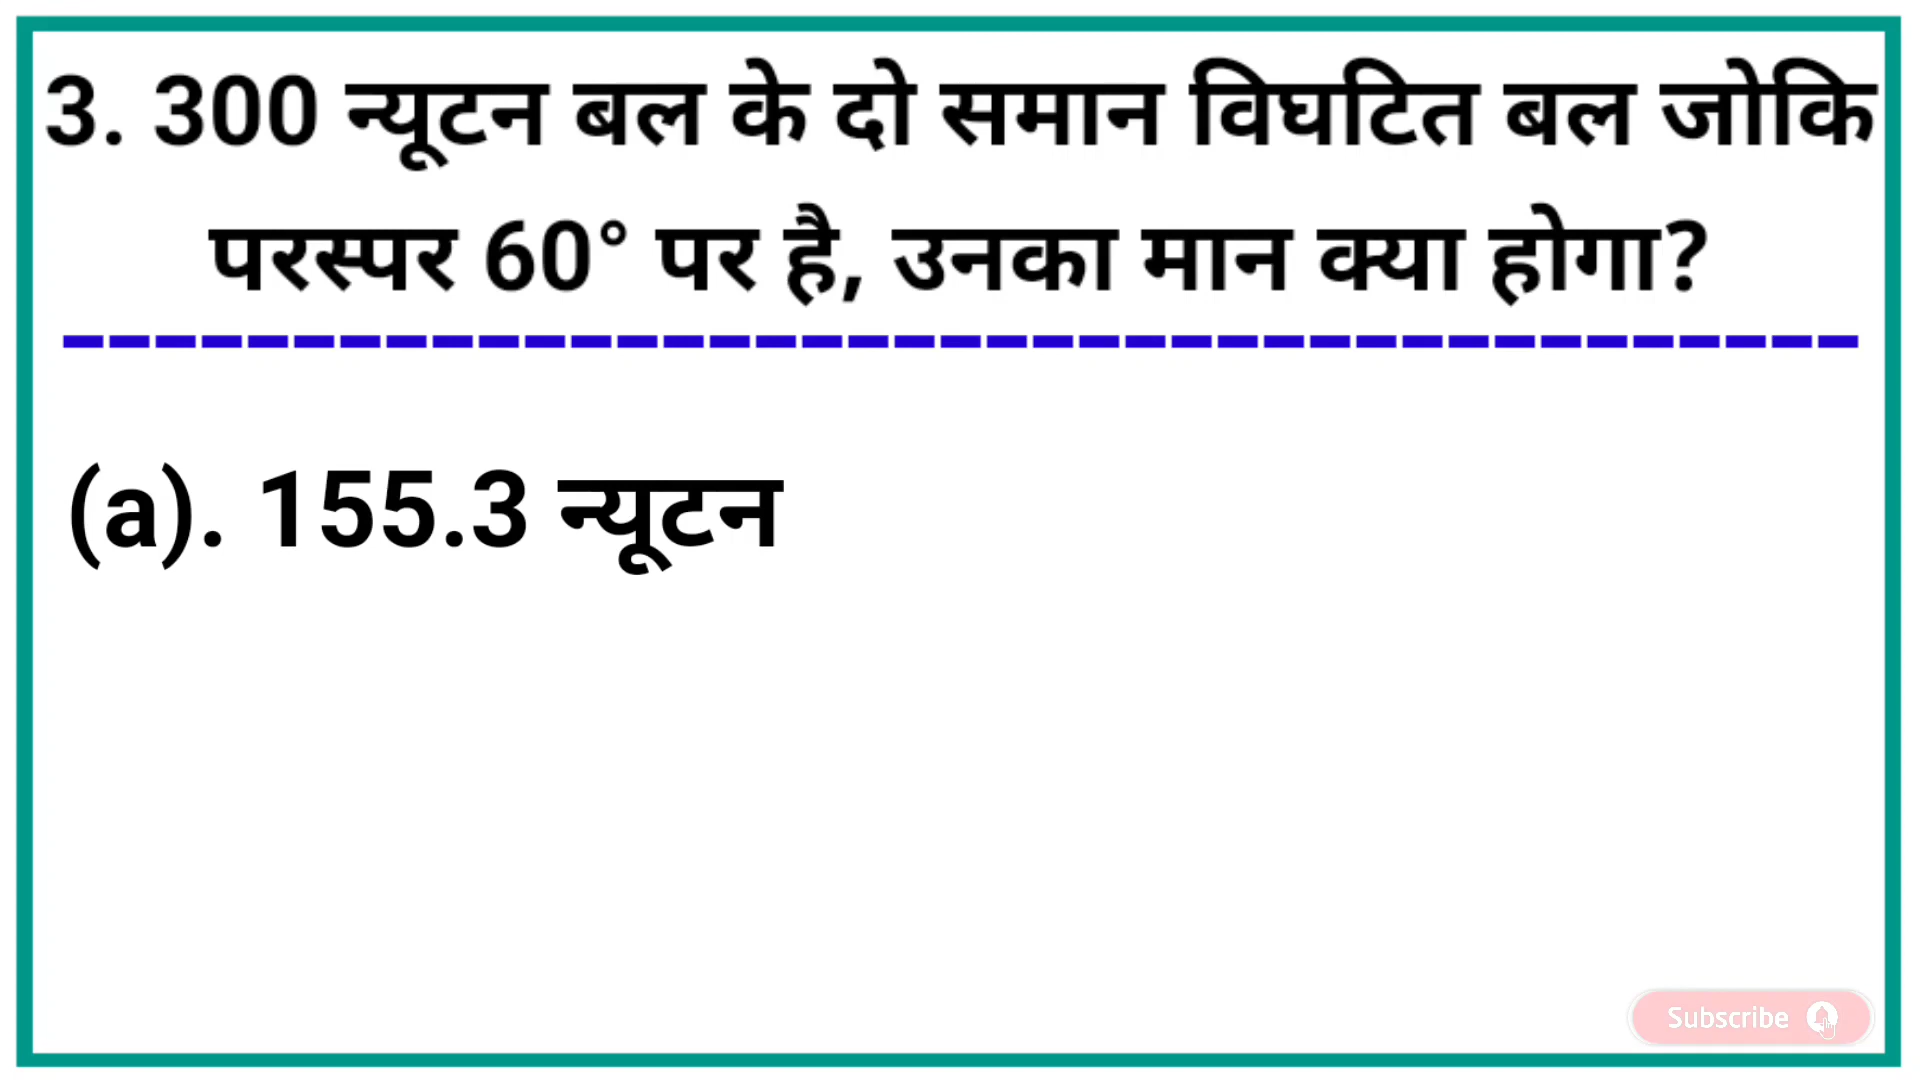 3. 300 न्यूटन बल के दो समान विघटित बल जोकि
परस्पर 60° पर है, उनका मान क्या होगा?
(a). 155.3 न्यूटन
Subscribe